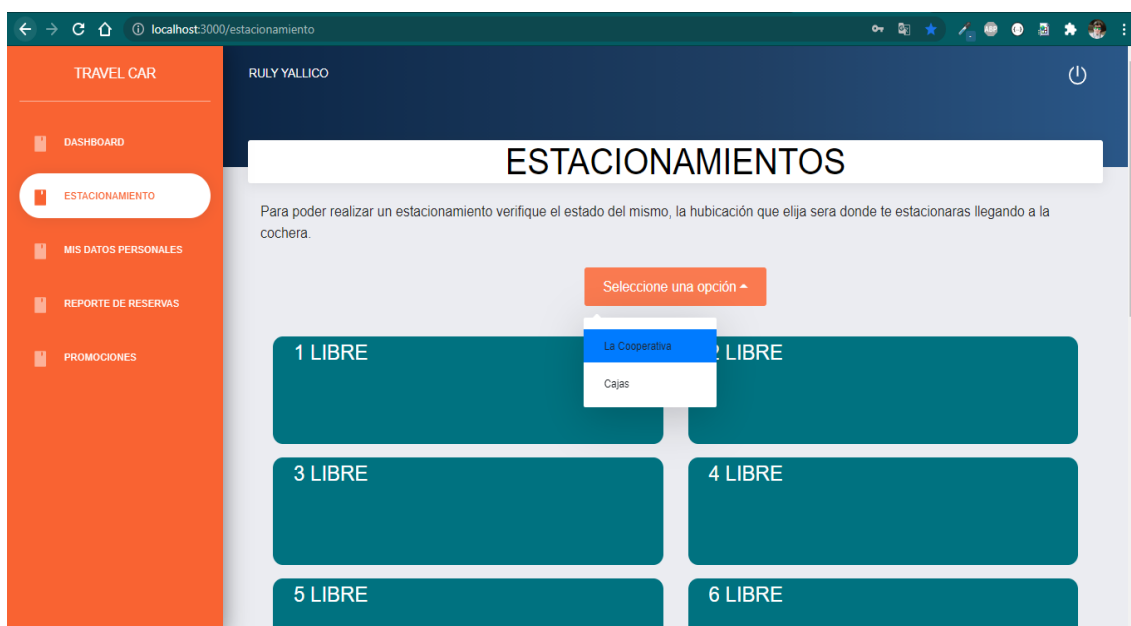 localhost:3000/estacionamiento
TRAVEL CAR
RULY YALLICO
DASHBOARD
ESTACIONAMIENTO
MIS DATOS PERSONALES
REPORTE DE RESERVAS
PROMOCIONES
ESTACIONAMIENTOS
Para poder realizar un estacionamiento verifique el estado del mismo, la hubicación que elija sera donde te estacionaras llegando a la
cochera.
Seleccione una opción
La Cooperativa
Cajas
1 LIBRE
2 LIBRE
3 LIBRE
4 LIBRE
5 LIBRE
6 LIBRE